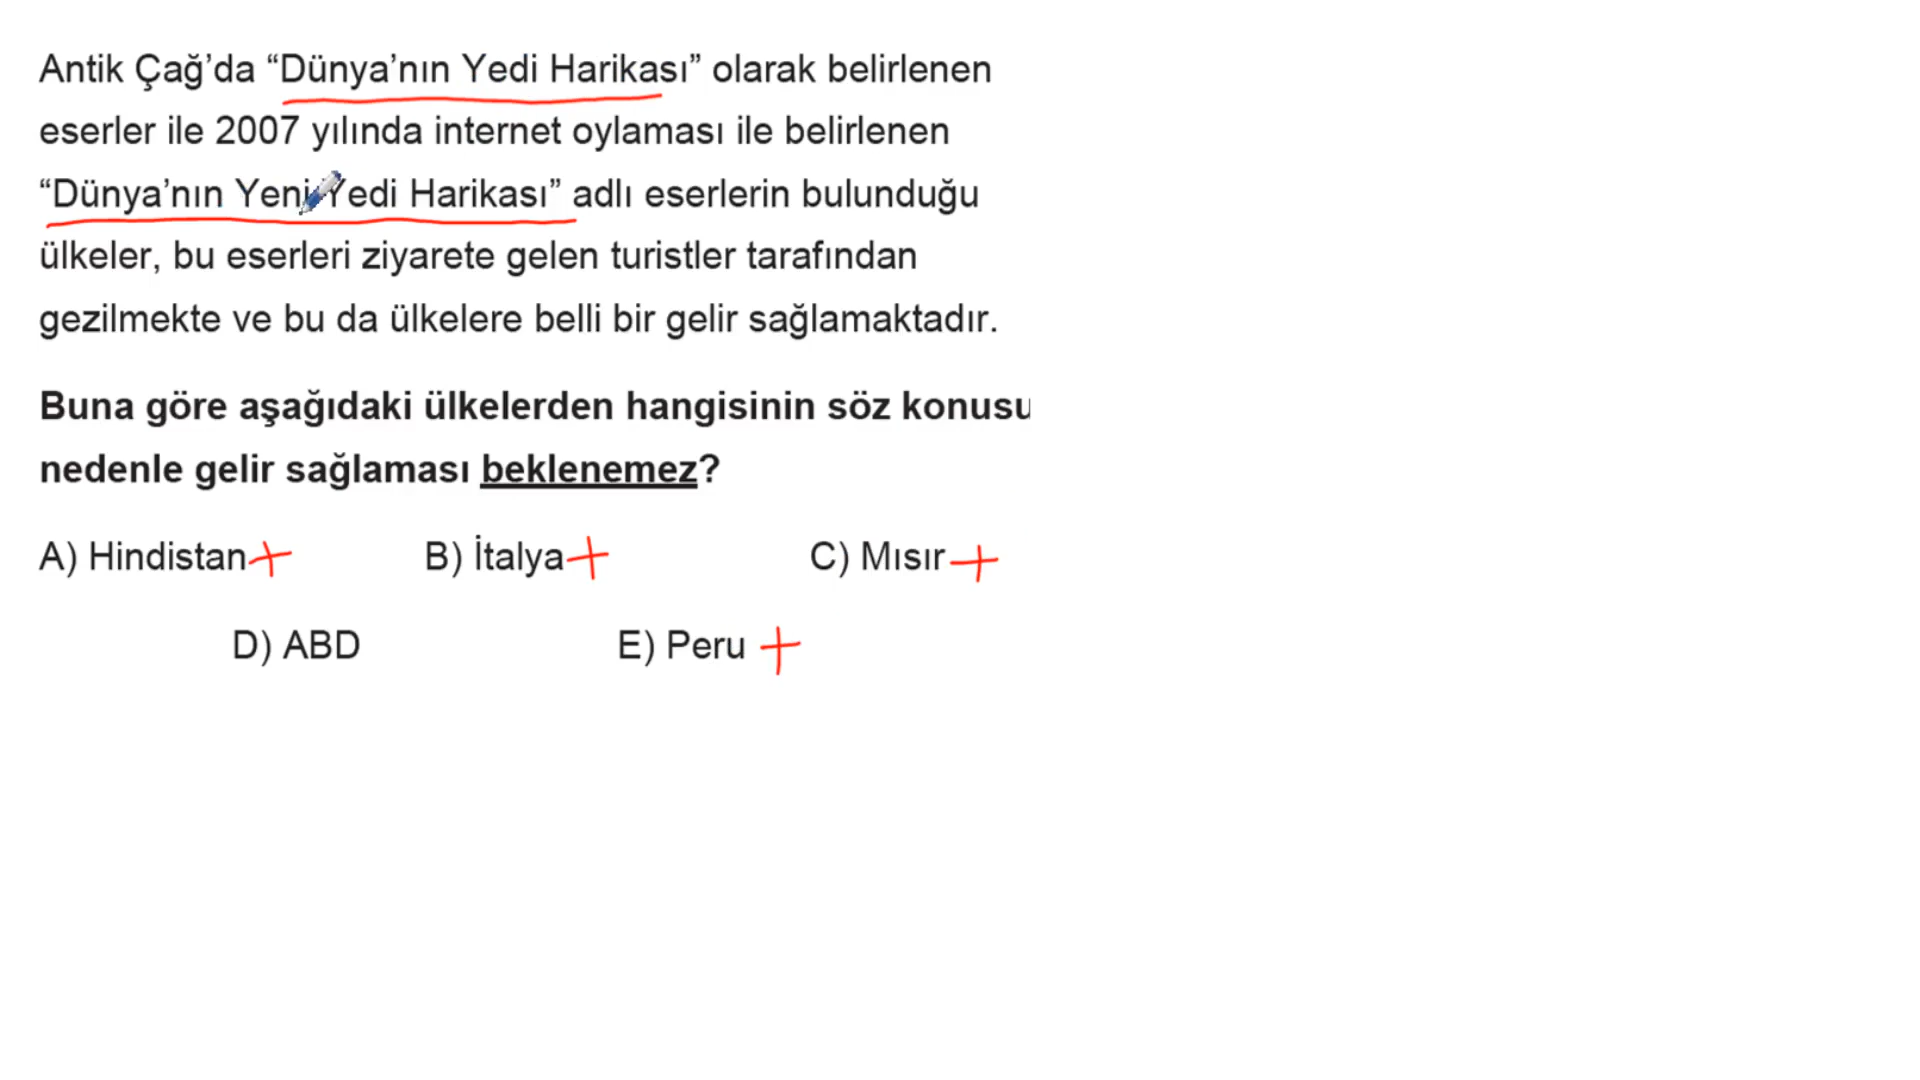 Antik Çağ’da “Dünya’nın Yedi Harikası” olarak belirlenen
eserler ile 2007 yılında internet oylaması ile belirlenen
“Dünya’nın Yeni Yedi Harikası” adlı eserlerin bulunduğu
ülkeler, bu eserleri ziyarete gelen turistler tarafından
gezilmekte ve bu da ülkelere belli bir gelir sağlamaktadır.
Buna göre aşağıdaki ülkelerden hangisinin söz konusu
nedenle gelir sağlaması beklenemez?
A) Hindistan + B) İtalya + C) Mısır +
D) ABD E) Peru +